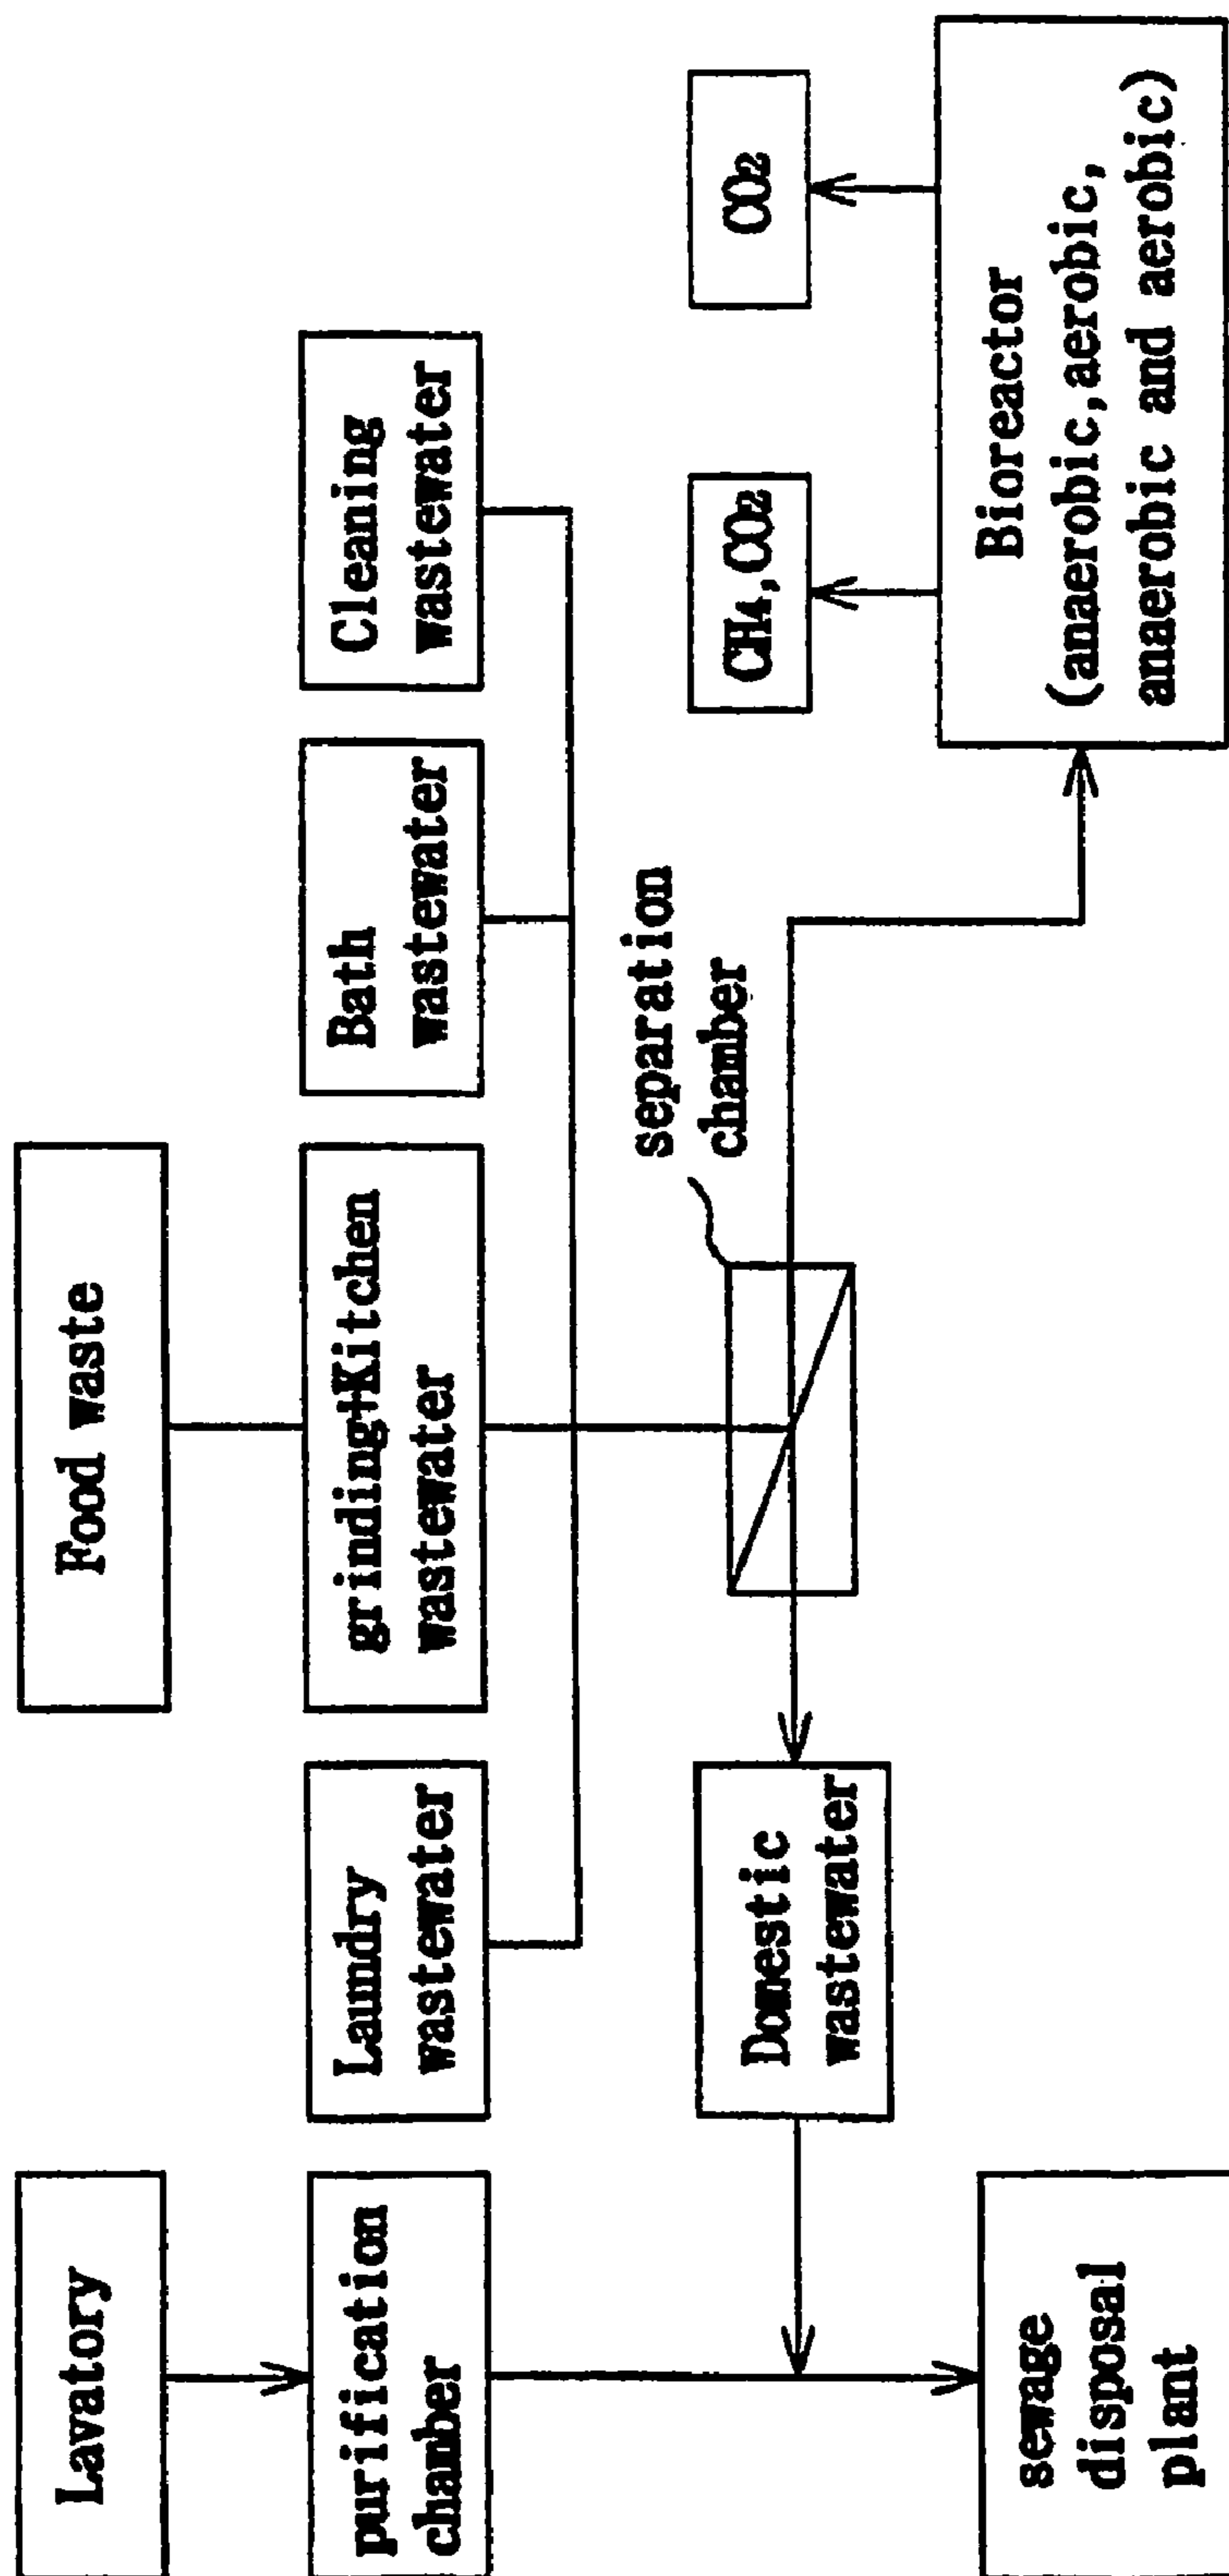 Lavatory
Food waste
purification
chamber
Laundry
wastewater
grinding+Kitchen
wastewater
Bath
wastewater
Cleaning
wastewater
separation
chamber
Domestic
wastewater
CH4,CO2
CO2
sewage
disposal
plant
Bioreactor
(anaerobic,aerobic,
anaerobic and aerobic)